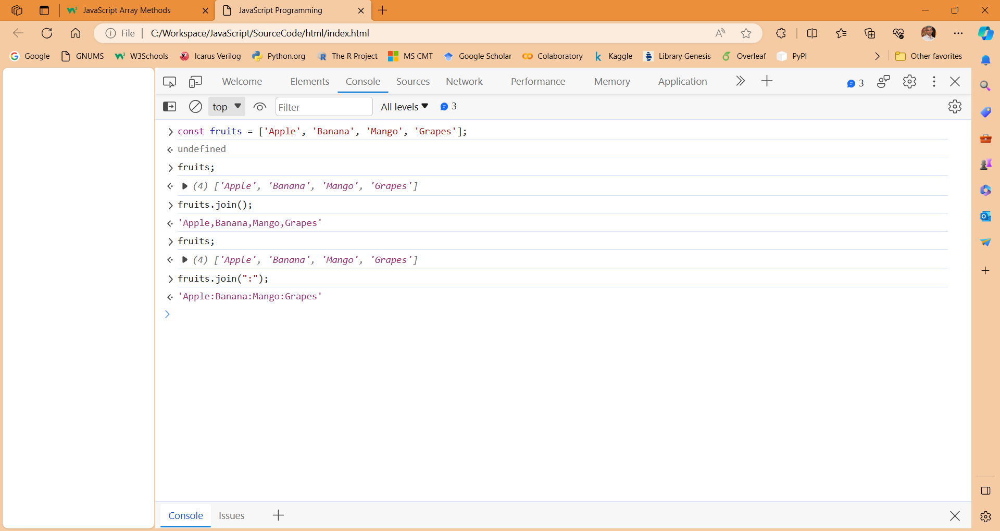 JavaScript Array Methods
JavaScript Programming
File
C:/Workspace/JavaScript/SourceCode/html/index.html
Google GNUMS W3Schools Icarus Verilog Python.org The R Project MS CMT Google Scholar Colaboratory Kaggle Library Genesis Overleaf PyPI Other favorites
Welcome Elements Console Sources Network Performance Memory Application 3
top Filter All levels 3
const fruits = ['Apple', 'Banana', 'Mango', 'Grapes'];
undefined
fruits;
(4) ['Apple', 'Banana', 'Mango', 'Grapes']
fruits.join();
'Apple,Banana,Mango,Grapes'
fruits;
(4) ['Apple', 'Banana', 'Mango', 'Grapes']
fruits.join(":");
'Apple:Banana:Mango:Grapes'
Console Issues